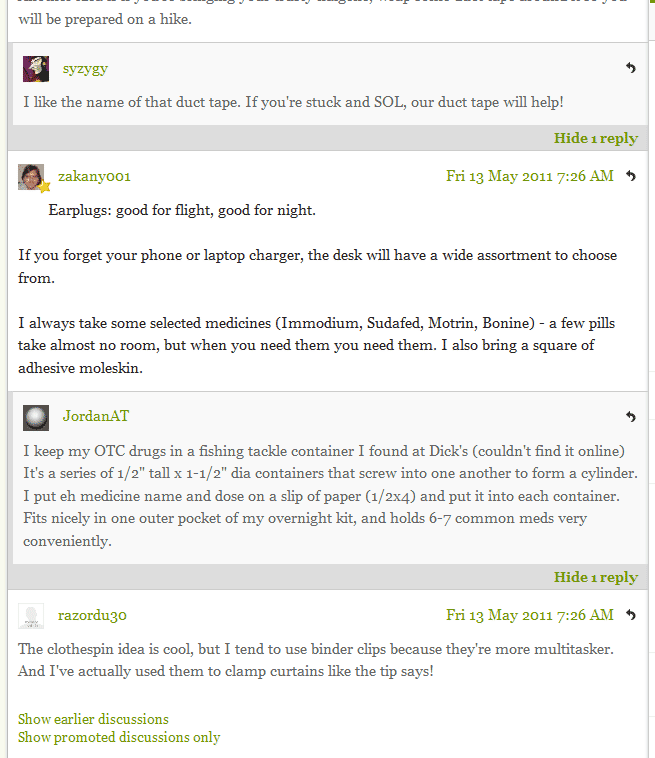 will be prepared on a hike.
syzygy
I like the name of that duct tape. If you're stuck and SOL, our duct tape will help!
Hide 1 reply
zakany001 Fri 13 May 2011 7:26 AM
Earplugs: good for flight, good for night.
If you forget your phone or laptop charger, the desk will have a wide assortment to choose
from.
I always take some selected medicines (Immodium, Sudafed, Motrin, Bonine) - a few pills
take almost no room, but when you need them you need them. I also bring a square of
adhesive moleskin.
JordanAT
I keep my OTC drugs in a fishing tackle container I found at Dick's (couldn't find it online)
It's a series of 1/2" tall x 1-1/2" dia containers that screw into one another to form a cylinder.
I put eh medicine name and dose on a slip of paper (1/2x4) and put it into each container.
Fits nicely in one outer pocket of my overnight kit, and holds 6-7 common meds very
conveniently.
Hide 1 reply
razordu30 Fri 13 May 2011 7:26 AM
The clothespin idea is cool, but I tend to use binder clips because they're more multitasker.
And I've actually used them to clamp curtains like the tip says!
Show earlier discussions
Show promoted discussions only